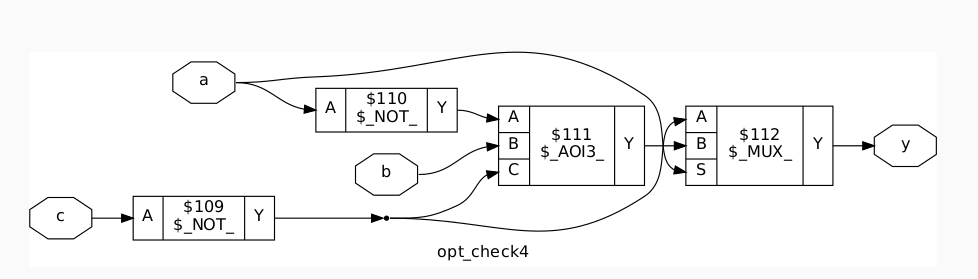 a
A
$110
$_NOT_
Y
b
c
A
$109
$_NOT_
Y
A
B
C
$111
$_AOI3_
Y
A
B
S
$112
$_MUX_
Y
y
opt_check4